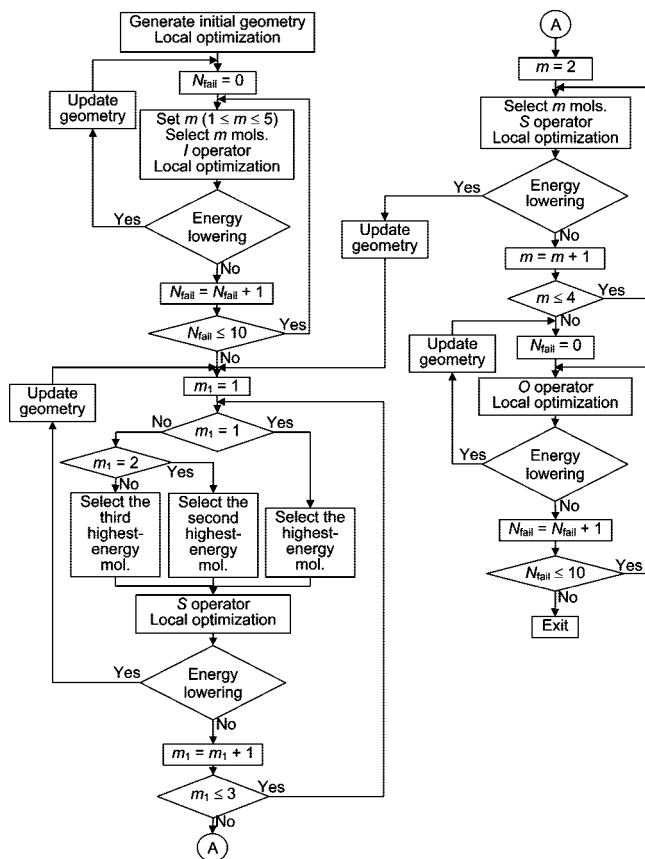 Generate initial geometry
Local optimization
Nfail = 0
Update
geometry
Set m (1 ≤ m ≤ 5)
Select m mols.
I operator
Local optimization
Yes
Energy
lowering
No
Nfail = Nfail + 1
Nfail ≤ 10
Yes
No
Update
geometry
m1 = 1
m1 = 1
No
Yes
m1 = 2
Yes
No
Select the
third
highest-
energy
mol.
Select the
second
highest-
energy
mol.
Select the
highest-
energy
mol.
S operator
Local optimization
Yes
Energy
lowering
No
m1 = m1 + 1
m1 ≤ 3
Yes
No
A
A
m = 2
Select m mols.
S operator
Local optimization
Yes
Energy
lowering
Update
geometry
No
m = m + 1
m ≤ 4
Yes
No
Nfail = 0
Update
geometry
O operator
Local optimization
Yes
Energy
lowering
No
Nfail = Nfail + 1
Nfail ≤ 10
Yes
No
Exit